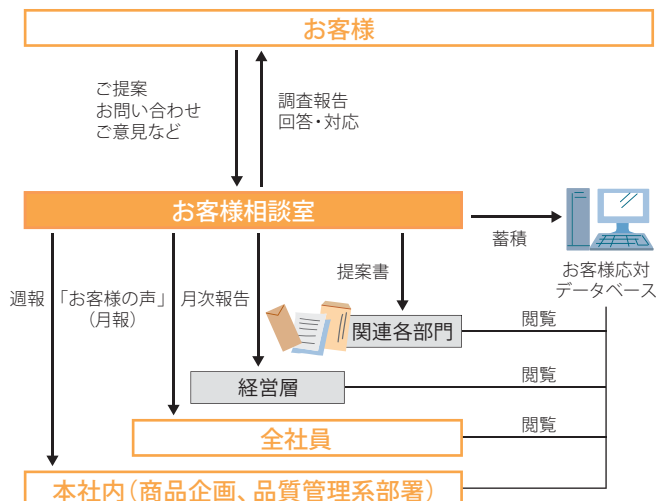 お客様
ご提案
お問い合わせ
ご意見など
調査報告
回答・対応
お客様相談室
蓄積
お客様応対
データベース
週報
「お客様の声」
（月報）
月次報告
提案書
関連各部門
閲覧
経営層
閲覧
全社員
閲覧
本社内（商品企画、品質管理系部署）